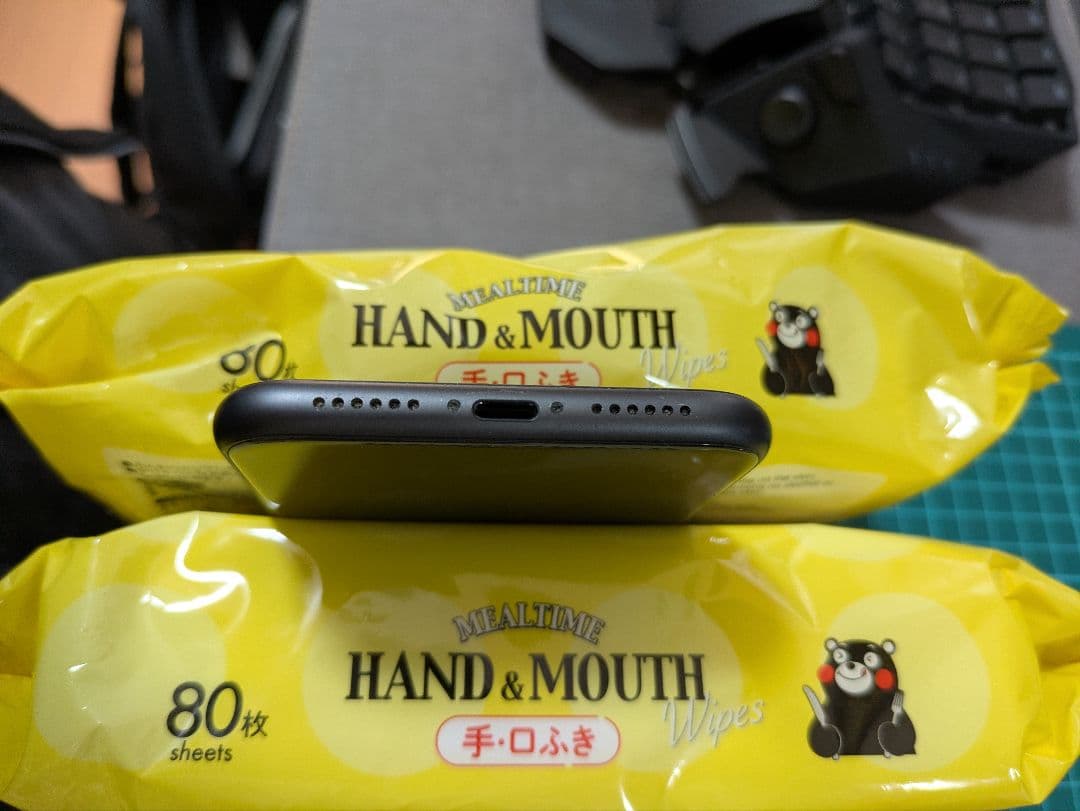 MEALTIME
HAND & MOUTH
Wipes
手・口ふき
MEALTIME
HAND & MOUTH
Wipes
手・口ふき
80枚
sheets